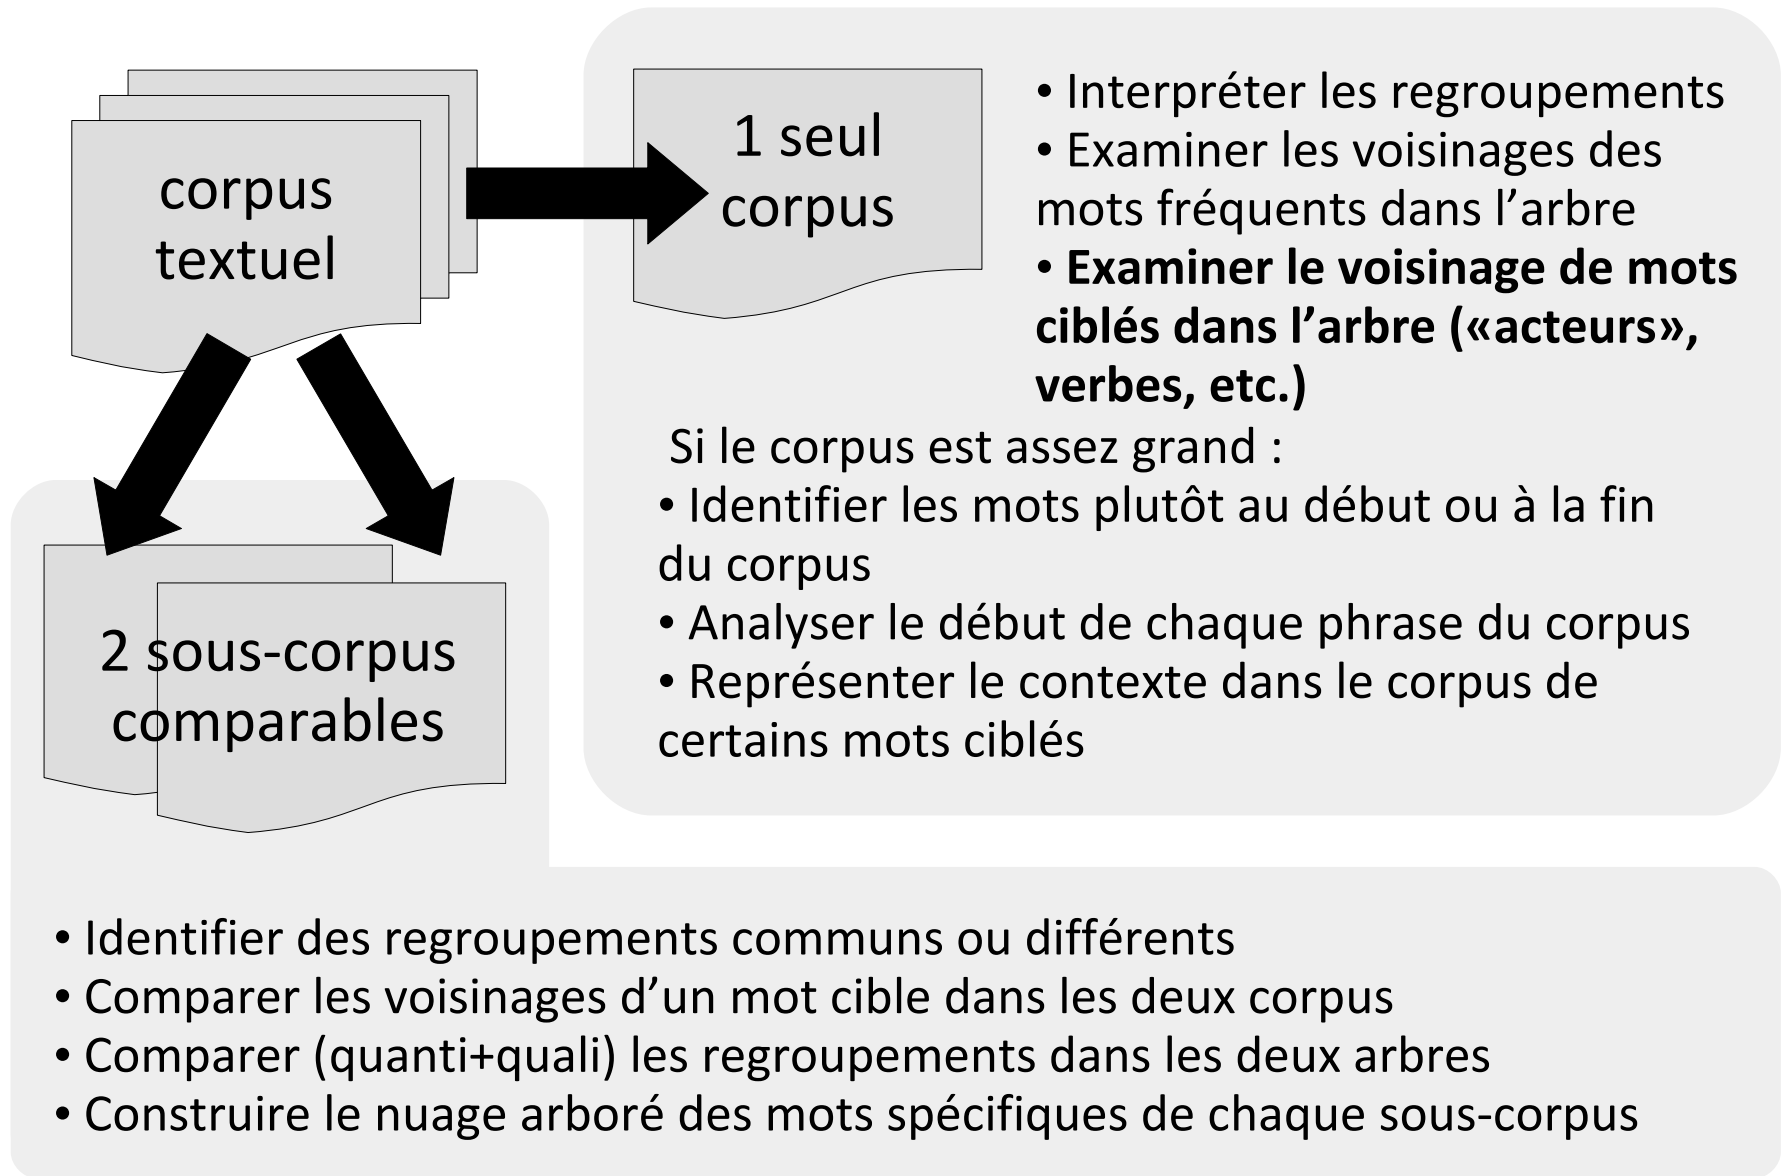 corpus
textuel
1 seul
corpus
• Interpréter les regroupements
• Examiner les voisinages des
mots fréquents dans l’arbre
• Examiner le voisinage de mots
ciblés dans l’arbre («acteurs»,
verbes, etc.)
Si le corpus est assez grand :
• Identifier les mots plutôt au début ou à la fin
du corpus
• Analyser le début de chaque phrase du corpus
• Représenter le contexte dans le corpus de
certains mots ciblés
2 sous-corpus
comparables
• Identifier des regroupements communs ou différents
• Comparer les voisinages d’un mot cible dans les deux corpus
• Comparer (quanti+quali) les regroupements dans les deux arbres
• Construire le nuage arboré des mots spécifiques de chaque sous-corpus